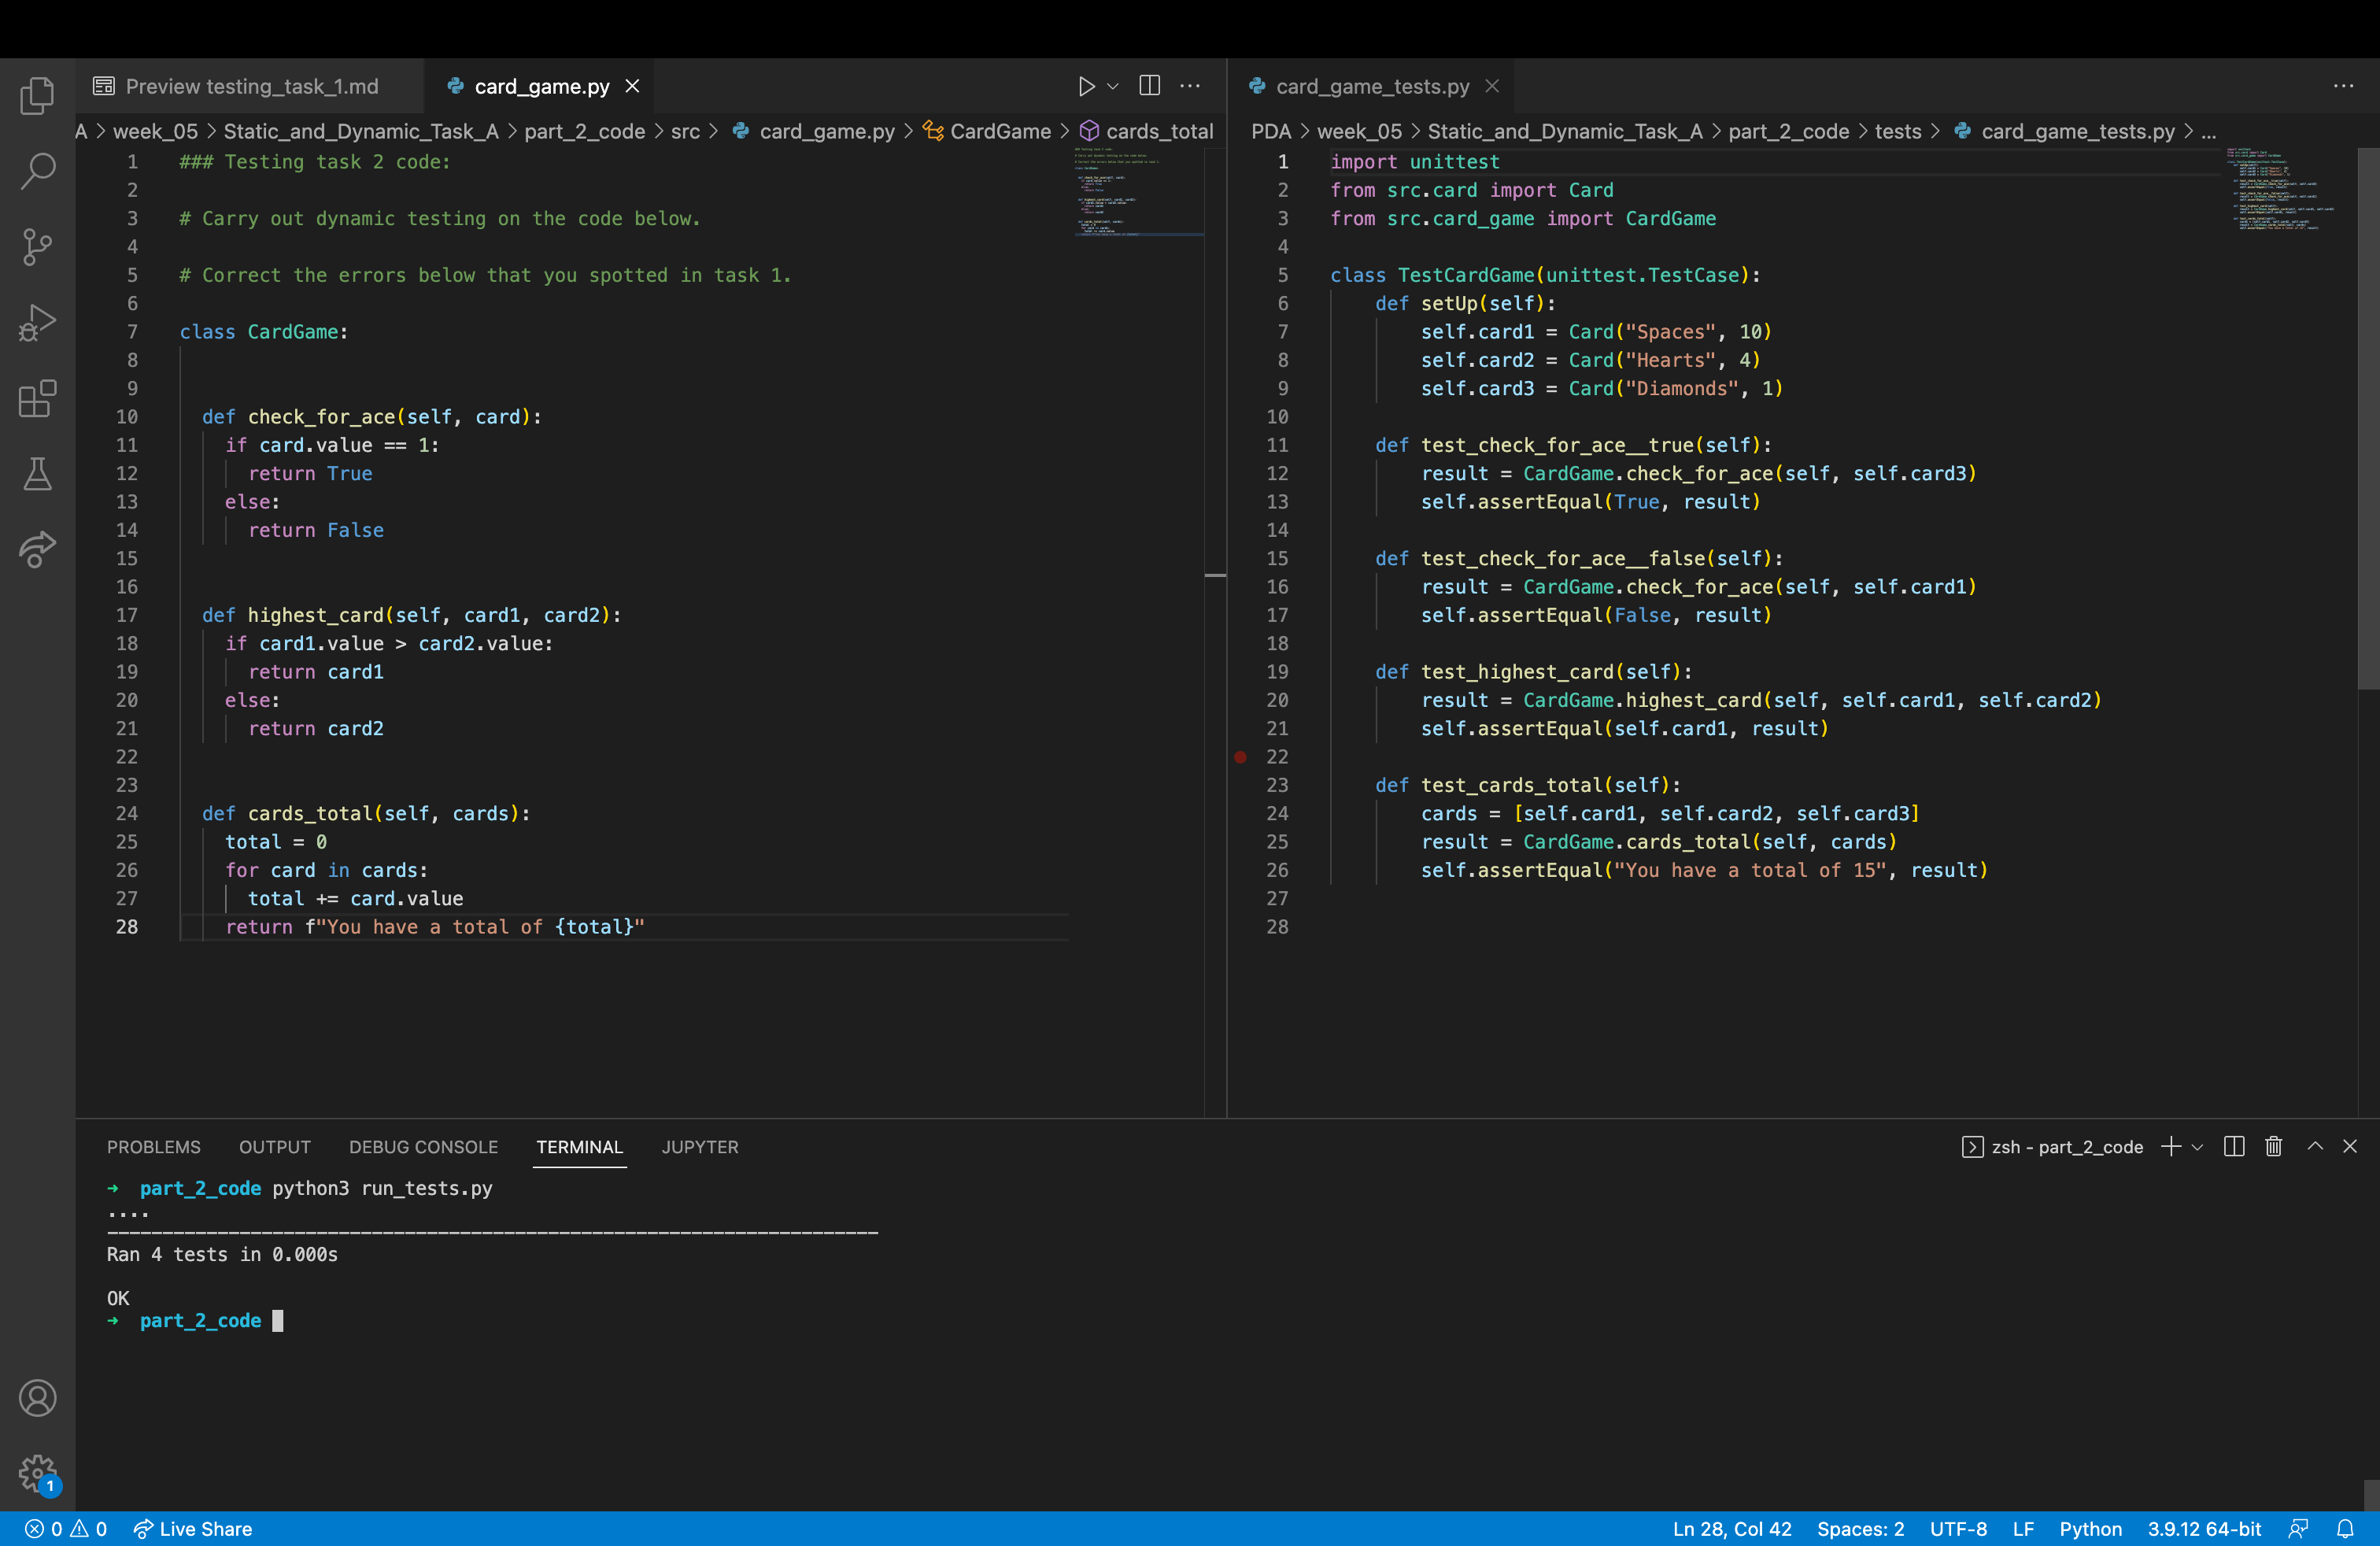 Preview testing_task_1.md
card_game.py
A > week_05 > Static_and_Dynamic_Task_A > part_2_code > src > card_game.py > CardGame > cards_total
1 ### Testing task 2 code:
2
3 # Carry out dynamic testing on the code below.
4
5 # Correct the errors below that you spotted in task 1.
6
7 class CardGame:
8
9
10 def check_for_ace(self, card):
11 if card.value == 1:
12 return True
13 else:
14 return False
15
16
17 def highest_card(self, card1, card2):
18 if card1.value > card2.value:
19 return card1
20 else:
21 return card2
22
23
24 def cards_total(self, cards):
25 total = 0
26 for card in cards:
27 total += card.value
28 return f"You have a total of {total}"
card_game_tests.py
PDA > week_05 > Static_and_Dynamic_Task_A > part_2_code > tests > card_game_tests.py > ...
1 import unittest
2 from src.card import Card
3 from src.card_game import CardGame
4
5 class TestCardGame(unittest.TestCase):
6 def setUp(self):
7 self.card1 = Card("Spaces", 10)
8 self.card2 = Card("Hearts", 4)
9 self.card3 = Card("Diamonds", 1)
10
11 def test_check_for_ace__true(self):
12 result = CardGame.check_for_ace(self, self.card3)
13 self.assertEqual(True, result)
14
15 def test_check_for_ace__false(self):
16 result = CardGame.check_for_ace(self, self.card1)
17 self.assertEqual(False, result)
18
19 def test_highest_card(self):
20 result = CardGame.highest_card(self, self.card1, self.card2)
21 self.assertEqual(self.card1, result)
22
23 def test_cards_total(self):
24 cards = [self.card1, self.card2, self.card3]
25 result = CardGame.cards_total(self, cards)
26 self.assertEqual("You have a total of 15", result)
27
28
PROBLEMS OUTPUT DEBUG CONSOLE TERMINAL JUPYTER
zsh - part_2_code
→ part_2_code python3 run_tests.py
....
----------------------------------------------------------------------
Ran 4 tests in 0.000s
OK
→ part_2_code
1
0 0 Live Share
Ln 28, Col 42 Spaces: 2 UTF-8 LF Python 3.9.12 64-bit